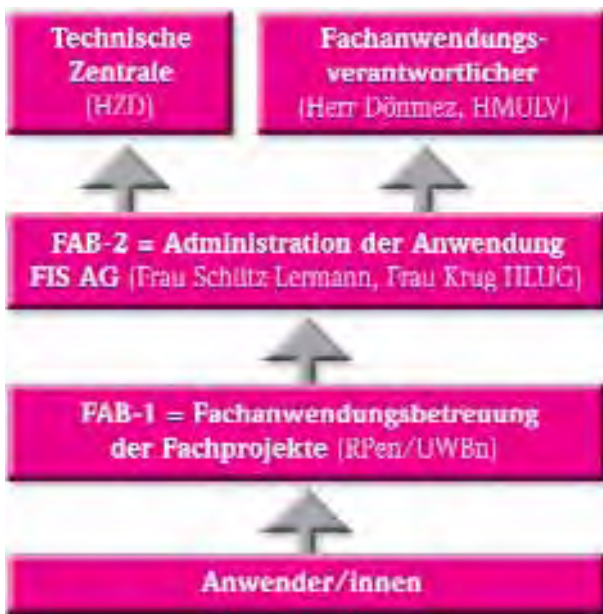 Technische
Zentrale
(HZD)
Fachanwendungs-
verantwortlicher
(Herr Dönmez, HMULV)
FAB-2 = Administration der Anwendung
FIS AG (Frau Schütz-Lermann, Frau Krug HLUG)
FAB-1 = Fachanwendungsbetreuung
der Fachprojekte (RPen/UWBn)
Anwender/innen